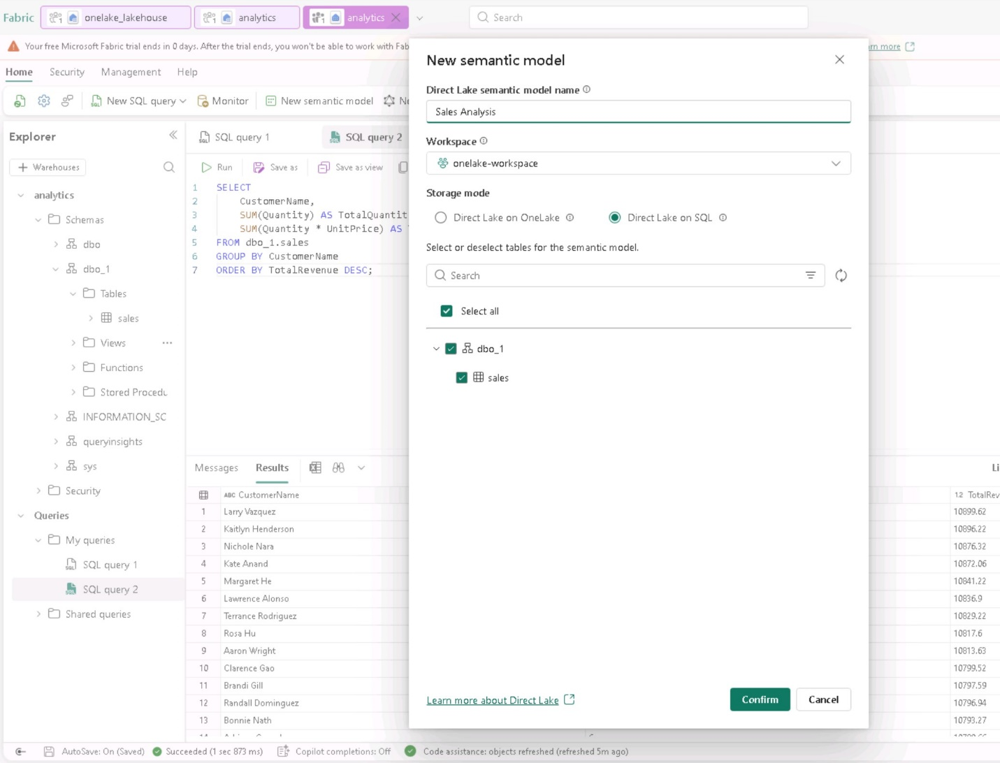 Fabric
onelake_lakehouse
analytics
analytics
Search
Your free Microsoft Fabric trial ends in 0 days. After the trial ends, you won't be able to work with Fab
rn more
Home Security Management Help
New SQL query Monitor New semantic model Ne
Explorer
+ Warehouses
analytics
Schemas
dbo
dbo_1
Tables
sales
Views
Functions
Stored Procedu
INFORMATION_SC
queryinsights
sys
Security
Queries
My queries
SQL query 1
SQL query 2
Shared queries
SQL query 1
SQL query 2
Run Save as Save as view
1 SELECT
2 CustomerName,
3 SUM(Quantity) AS TotalQuantit
4 SUM(Quantity * UnitPrice) AS
5 FROM dbo_1.sales
6 GROUP BY CustomerName
7 ORDER BY TotalRevenue DESC;
Messages Results
Li
ABC CustomerName 1.2 TotalRev
1 Larry Vazquez 10899.62
2 Kaitlyn Henderson 10896.22
3 Nichole Nara 10876.32
4 Kate Anand 10872.06
5 Margaret He 10841.22
6 Lawrence Alonso 10836.9
7 Terrance Rodriguez 10829.22
8 Rosa Hu 10817.6
9 Aaron Wright 10813.63
10 Clarence Gao 10799.52
11 Brandi Gill 10797.59
12 Randall Dominguez 10796.94
13 Bonnie Nath 10793.27
New semantic model
Direct Lake semantic model name
Sales Analysis
Workspace
onelake-workspace
Storage mode
Direct Lake on OneLake Direct Lake on SQL
Select or deselect tables for the semantic model.
Search
Select all
dbo_1
sales
Learn more about Direct Lake
Confirm
Cancel
AutoSave: On (Saved) Succeeded (1 sec 873 ms) Copilot completions: Off Code assistance: objects refreshed (refreshed 5m ago)